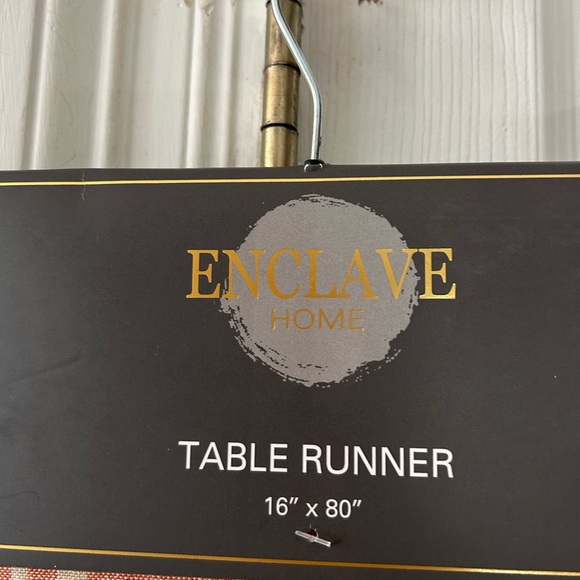 ENCLAVE
HOME
TABLE RUNNER
16” x 80”